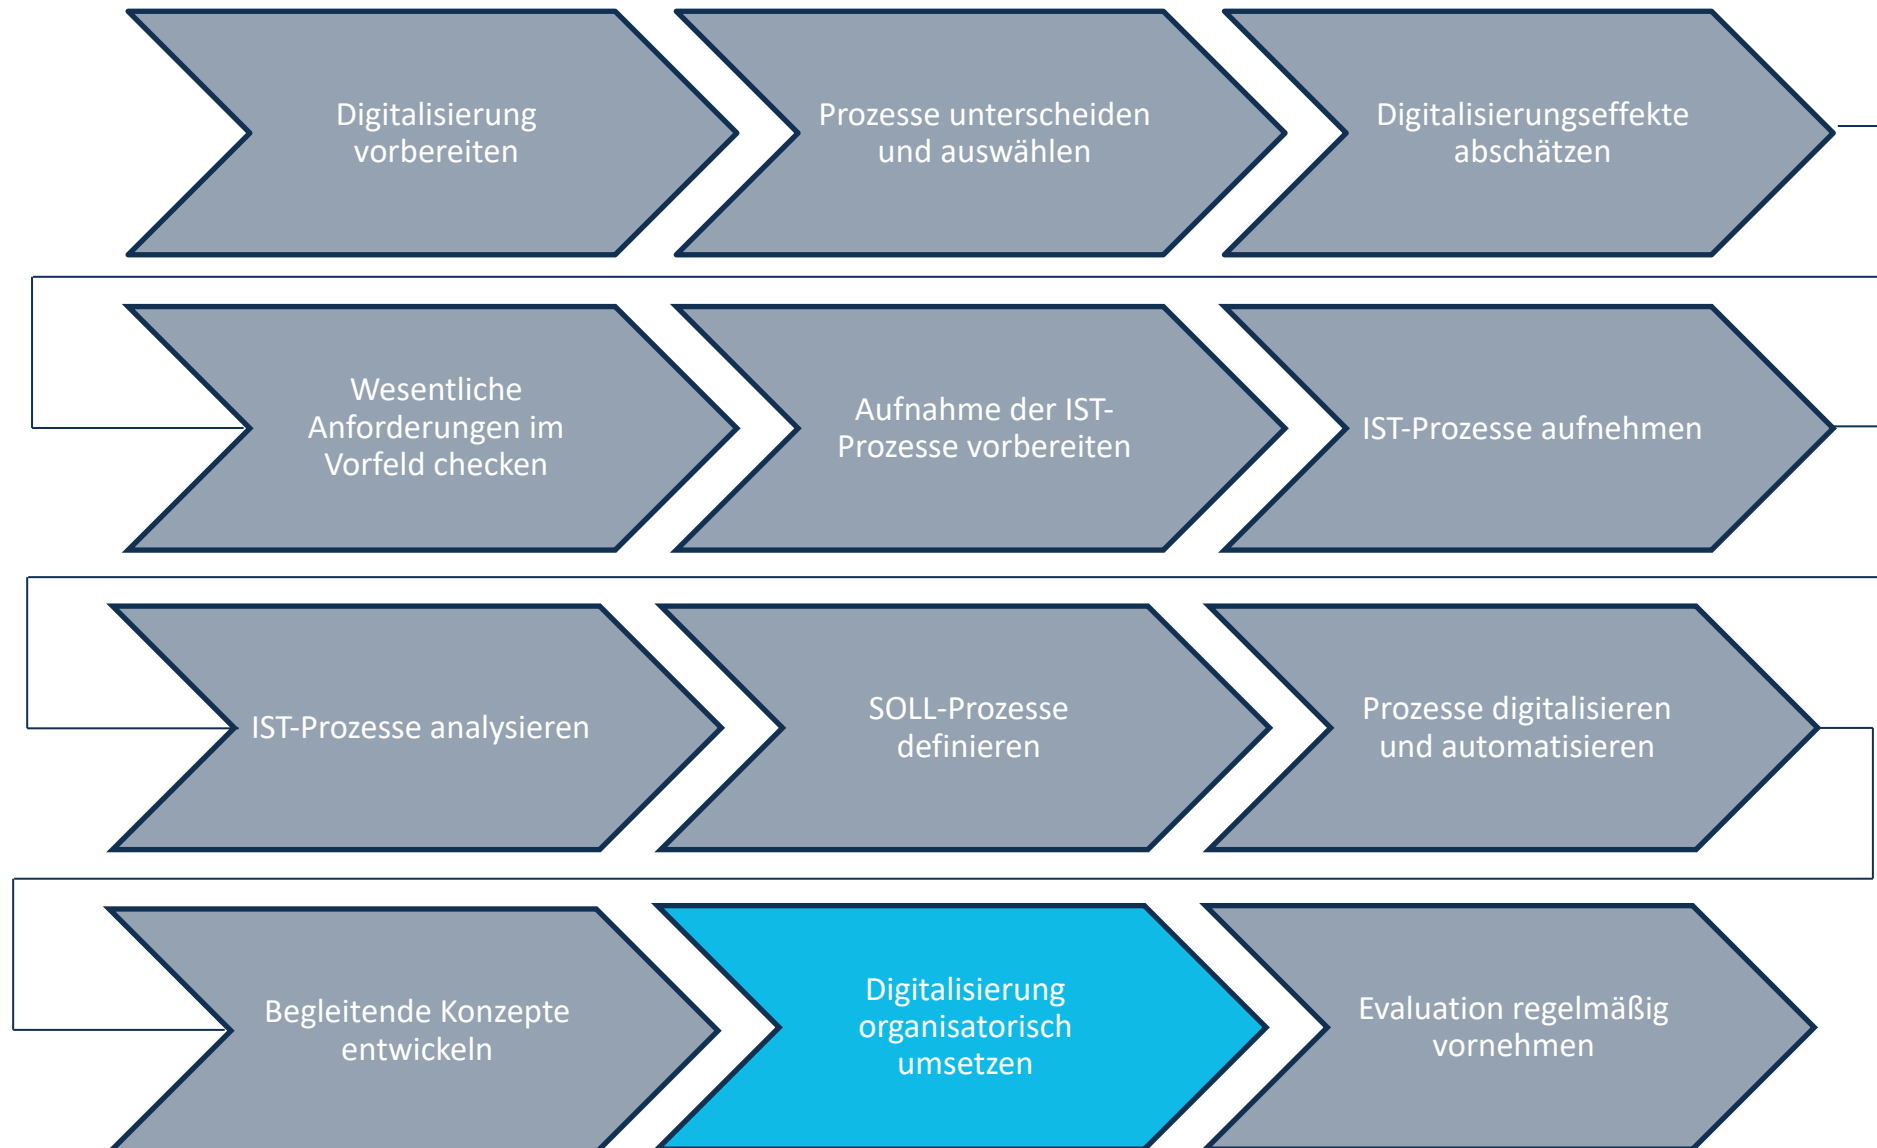 Digitalisierung
vorbereiten
Prozesse unterscheiden
und auswählen
Digitalisierungseffekte
abschätzen
Wesentliche
Anforderungen im
Vorfeld checken
Aufnahme der IST-
Prozesse vorbereiten
IST-Prozesse aufnehmen
IST-Prozesse analysieren
SOLL-Prozesse
definieren
Prozesse digitalisieren
und automatisieren
Begleitende Konzepte
entwickeln
Digitalisierung
organisatorisch
umsetzen
Evaluation regelmäßig
vornehmen